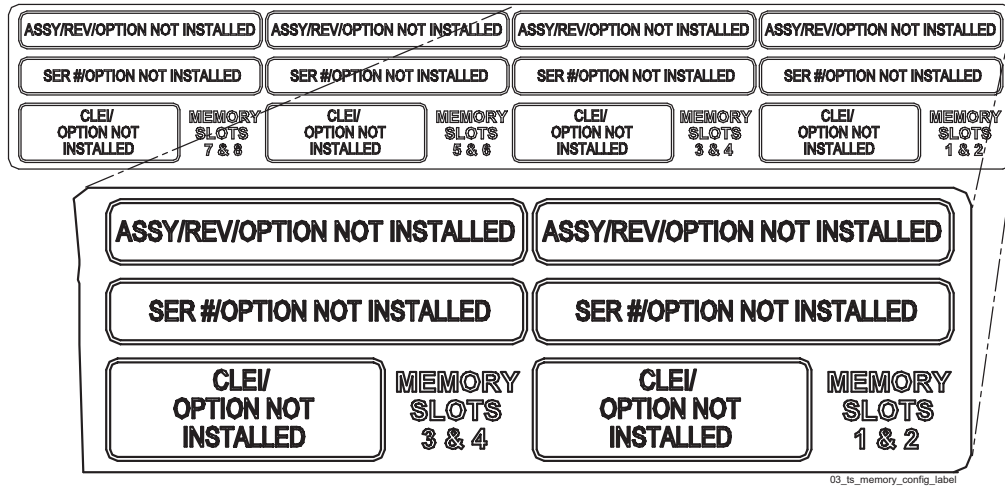 ASSY/REV/OPTION NOT INSTALLED ASSY/REV/OPTION NOT INSTALLED ASSY/REV/OPTION NOT INSTALLED ASSY/REV/OPTION NOT INSTALLED
SER #/OPTION NOT INSTALLED SER #/OPTION NOT INSTALLED SER #/OPTION NOT INSTALLED SER #/OPTION NOT INSTALLED
CLEI/
OPTION NOT
INSTALLED
MEMORY
SLOTS
7 & 8
CLEI/
OPTION NOT
INSTALLED
MEMORY
SLOTS
5 & 6
CLEI/
OPTION NOT
INSTALLED
MEMORY
SLOTS
3 & 4
CLEI/
OPTION NOT
INSTALLED
MEMORY
SLOTS
1 & 2
ASSY/REV/OPTION NOT INSTALLED ASSY/REV/OPTION NOT INSTALLED
SER #/OPTION NOT INSTALLED SER #/OPTION NOT INSTALLED
CLEI/
OPTION NOT
INSTALLED
MEMORY
SLOTS
3 & 4
CLEI/
OPTION NOT
INSTALLED
MEMORY
SLOTS
1 & 2
03_ts_memory_config_label